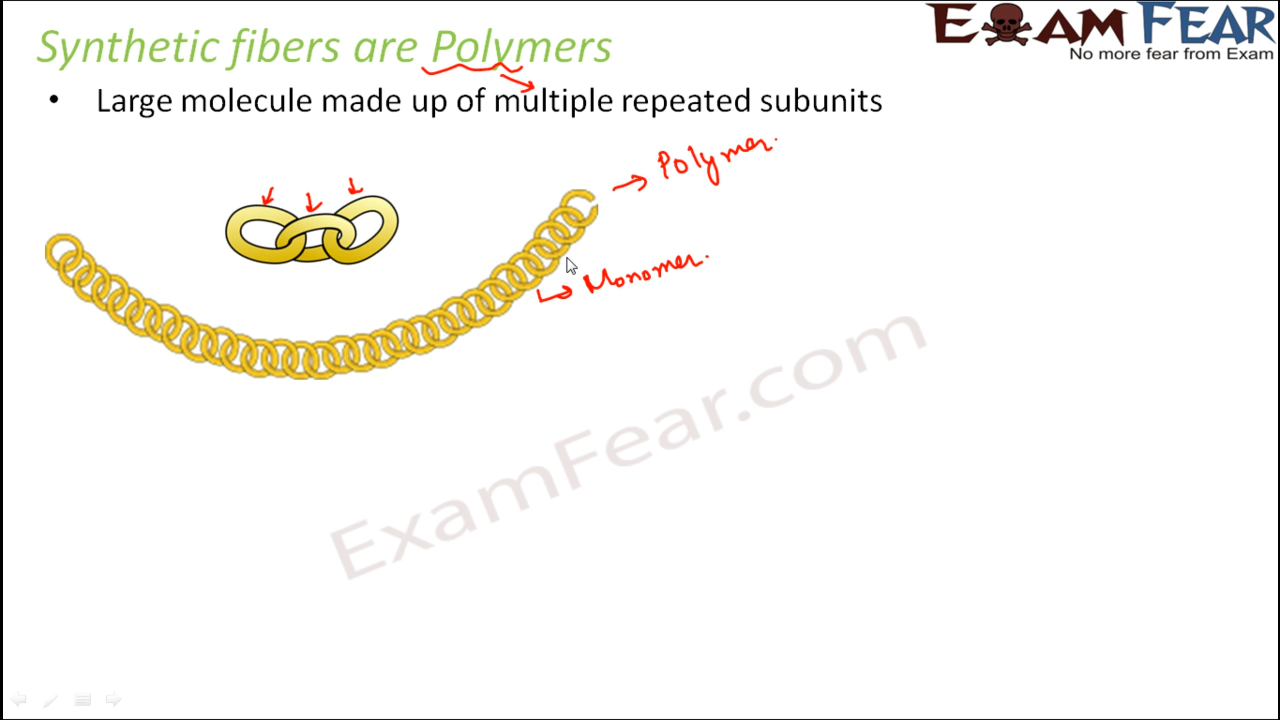 EXAM FEAR
No more fear from Exam
Synthetic fibers are Polymers
• Large molecule made up of multiple repeated subunits
→ Polymer.
↳ Monomer.
ExamFear.com